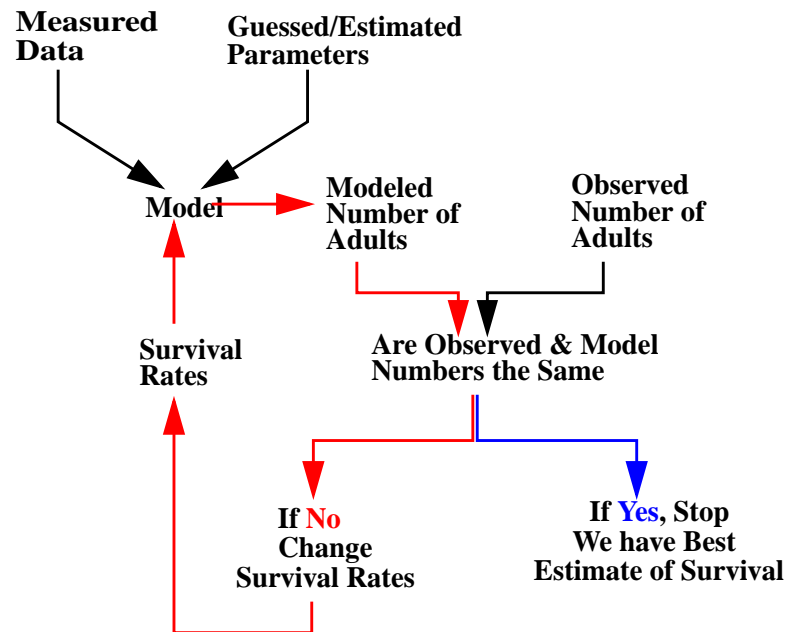 Measured
Data
Guessed/Estimated
Parameters
Model
Modeled
Number of
Adults
Observed
Number of
Adults
Survival
Rates
Are Observed & Model
Numbers the Same
If No
Change
Survival Rates
If Yes, Stop
We have Best
Estimate of Survival